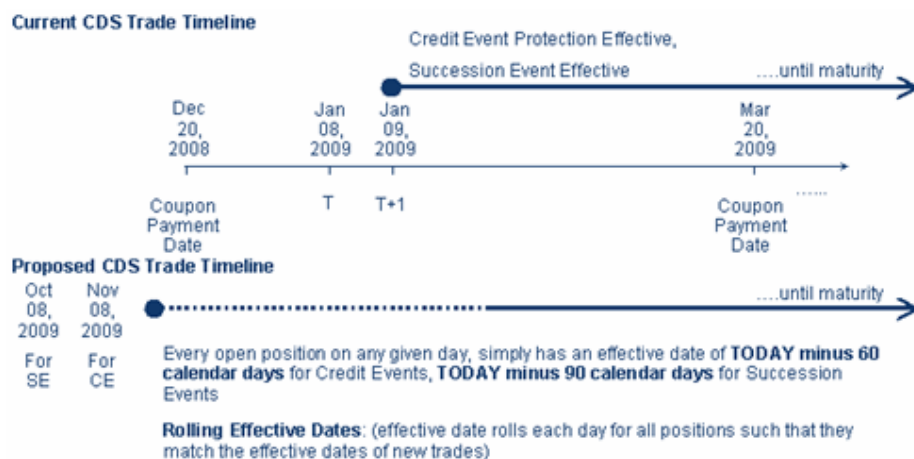 Current CDS Trade Timeline
Credit Event Protection Effective,
Succession Event Effective .....until maturity
Dec 20, 2008
Jan 08, 2009
Jan 09, 2009
Mar 20, 2009
T
T+1
......
Coupon Payment Date
Coupon Payment Date
Proposed CDS Trade Timeline
Oct 08, 2009
Nov 08, 2009
.....until maturity
For SE
For CE
Every open position on any given day, simply has an effective date of TODAY minus 60
calendar days for Credit Events, TODAY minus 90 calendar days for Succession
Events
Rolling Effective Dates: (effective date rolls each day for all positions such that they
match the effective dates of new trades)